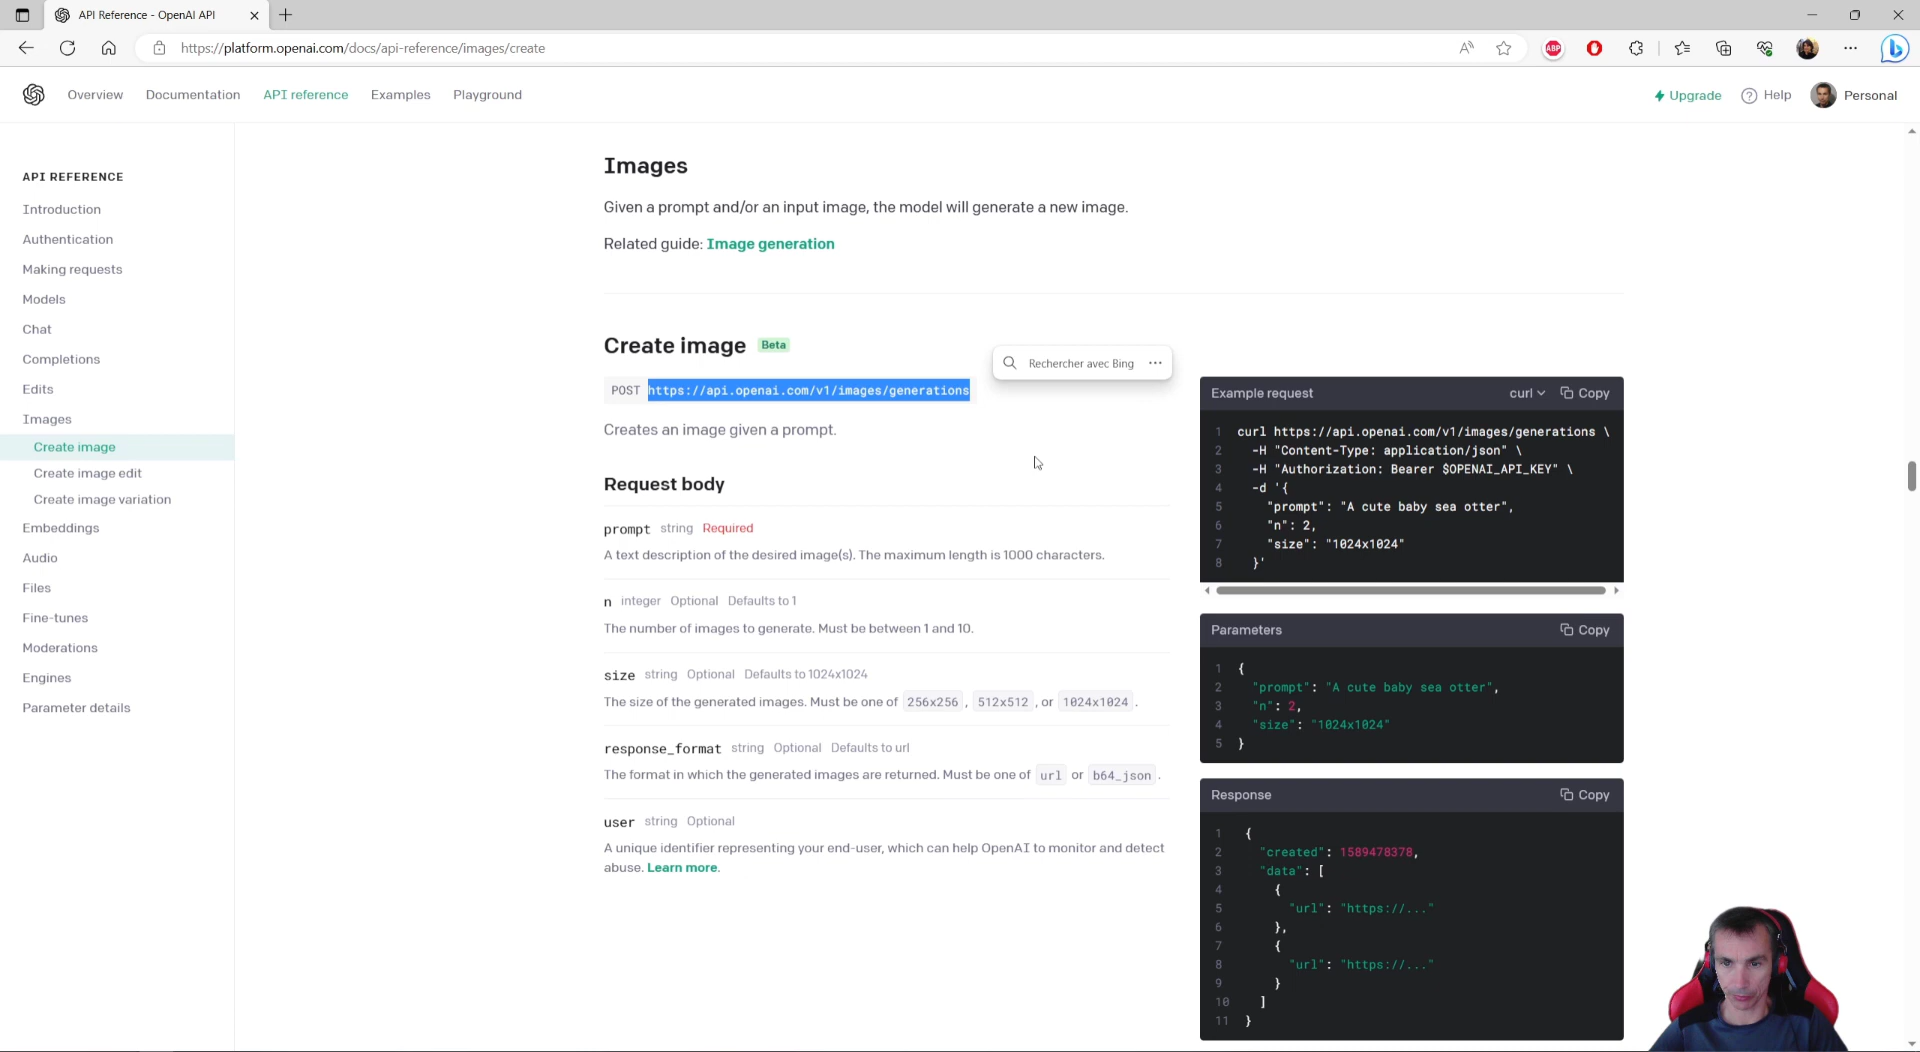 API Reference - OpenAI API
https://platform.openai.com/docs/api-reference/images/create
ABP
Overview Documentation API reference Examples Playground
Upgrade Help Personal
API REFERENCE
Introduction
Authentication
Making requests
Models
Chat
Completions
Edits
Images
Create image
Create image edit
Create image variation
Embeddings
Audio
Files
Fine-tunes
Moderations
Engines
Parameter details
Images
Given a prompt and/or an input image, the model will generate a new image.
Related guide: Image generation
Create image Beta
Rechercher avec Bing
POST https://api.openai.com/v1/images/generations
Creates an image given a prompt.
Request body
prompt string Required
A text description of the desired image(s). The maximum length is 1000 characters.
n integer Optional Defaults to 1
The number of images to generate. Must be between 1 and 10.
size string Optional Defaults to 1024x1024
The size of the generated images. Must be one of 256x256, 512x512, or 1024x1024.
response_format string Optional Defaults to url
The format in which the generated images are returned. Must be one of url or b64_json.
user string Optional
A unique identifier representing your end-user, which can help OpenAI to monitor and detect
abuse. Learn more.
Example request curl Copy
1 curl https://api.openai.com/v1/images/generations \
2 -H "Content-Type: application/json" \
3 -H "Authorization: Bearer $OPENAI_API_KEY" \
4 -d '{
5 "prompt": "A cute baby sea otter",
6 "n": 2,
7 "size": "1024x1024"
8 }'
Parameters Copy
1 {
2 "prompt": "A cute baby sea otter",
3 "n": 2,
4 "size": "1024x1024"
5 }
Response Copy
1 {
2 "created": 1589478378,
3 "data": [
4 {
5 "url": "https://..."
6 },
7 {
8 "url": "https://..."
9 }
10 ]
11 }